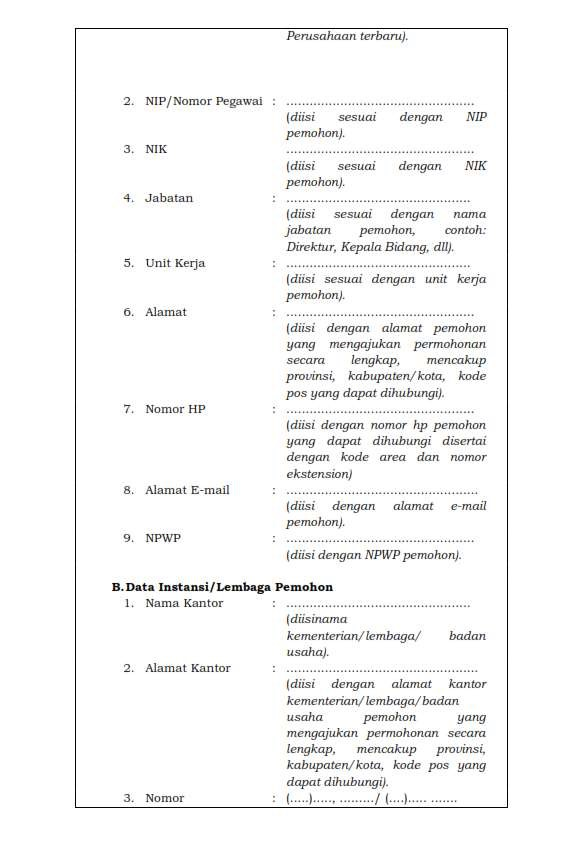 Perusahaan terbaru).
2. NIP/Nomor Pegawai : .................................................
(diisi sesuai dengan NIP
pemohon).
3. NIK .................................................
(diisi sesuai dengan NIK
pemohon).
4. Jabatan : ................................................
(diisi sesuai dengan nama
jabatan pemohon, contoh:
Direktur, Kepala Bidang, dll).
5. Unit Kerja : ................................................
(diisi sesuai dengan unit kerja
pemohon).
6. Alamat : .................................................
(diisi dengan alamat pemohon
yang mengajukan permohonan
secara lengkap, mencakup
provinsi, kabupaten/kota, kode
pos yang dapat dihubungi).
7. Nomor HP : .................................................
(diisi dengan nomor hp pemohon
yang dapat dihubungi disertai
dengan kode area dan nomor
ekstension)
8. Alamat E-mail : ..................................................
(diisi dengan alamat e-mail
pemohon).
9. NPWP : .................................................
(diisi dengan NPWP pemohon).
B. Data Instansi/Lembaga Pemohon
1. Nama Kantor : ................................................
(diisinama
kementerian/lembaga/ badan
usaha).
2. Alamat Kantor : ..................................................
(diisi dengan alamat kantor
kementerian/lembaga/badan
usaha pemohon yang
mengajukan permohonan secara
lengkap, mencakup provinsi,
kabupaten/kota, kode pos yang
dapat dihubungi).
3. Nomor : (.....)....., ........./ (....)..... .......